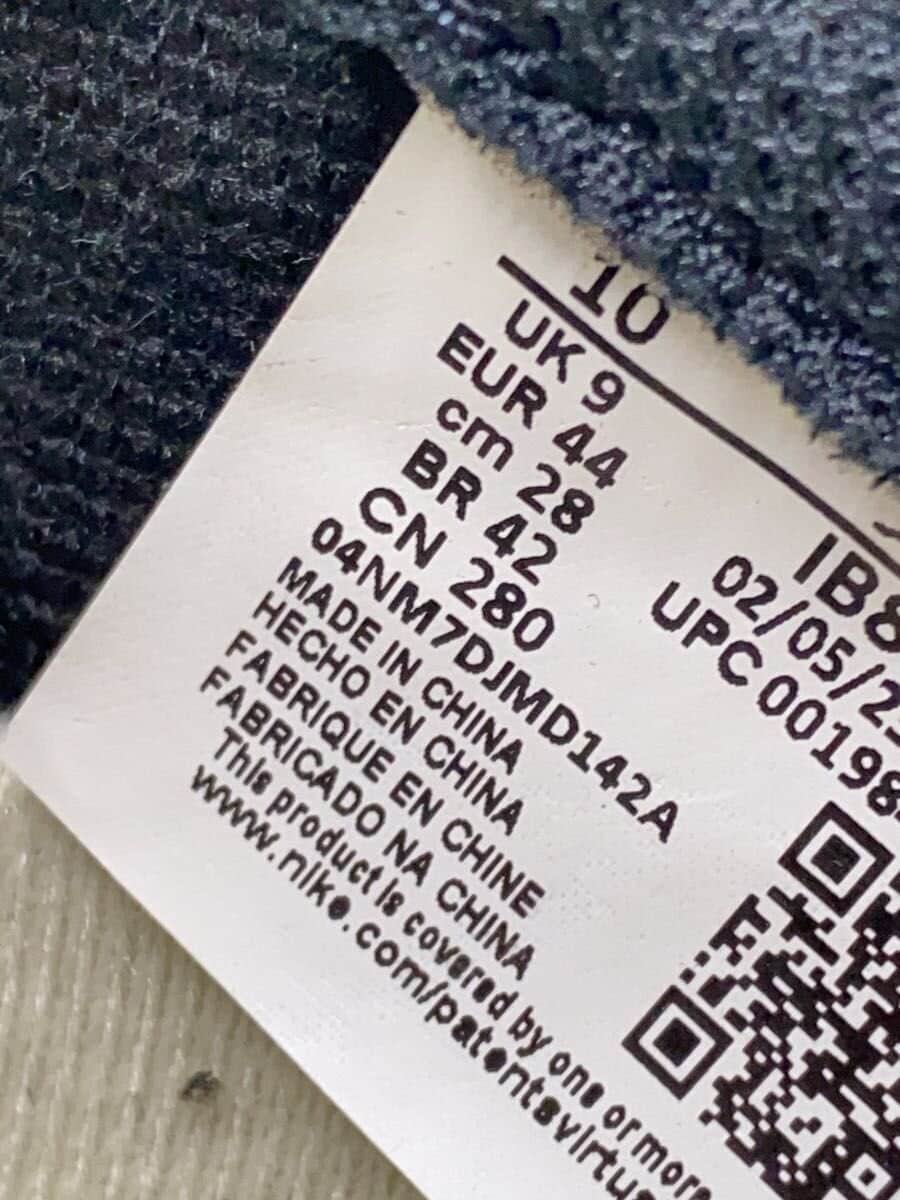 10
UK 9
EUR 44
cm 28
BR 42
CN 280
04NM7DJMD142A
MADE IN CHINA
HECHO EN CHINA
FABRIQUE EN CHINE
FABRICADO NA CHINA
This product is covered by one or more
www.nike.com/patentsvirtu
IB8
02/05/2
UPC 00198